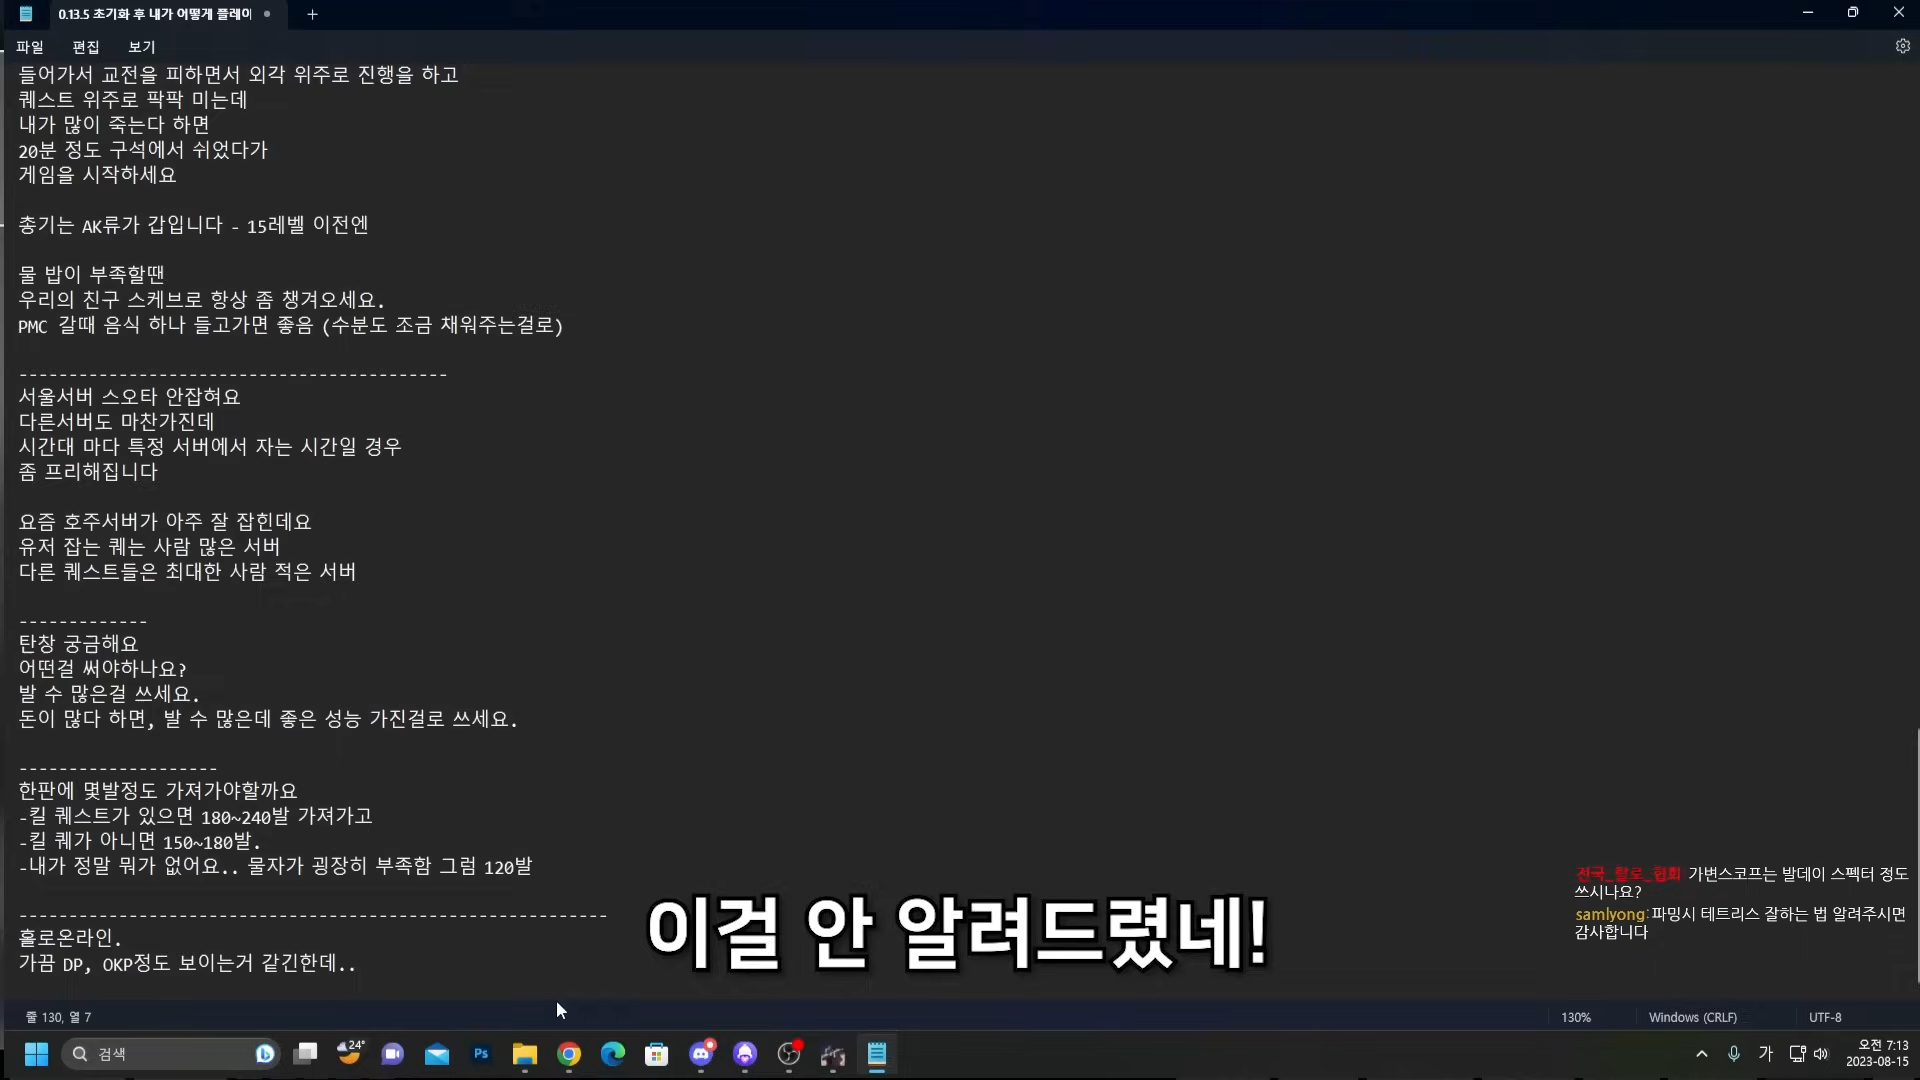 0.13.5 초기화 후 내가 어떻게 플레이
파일 편집 보기
들어가서 교전을 피하면서 외각 위주로 진행을 하고
퀘스트 위주로 팍팍 미는데
내가 많이 죽는다 하면
20분 정도 구석에서 쉬었다가
게임을 시작하세요
총기는 AK류가 갑입니다 - 15레벨 이전엔
물 밥이 부족할땐
우리의 친구 스케브로 항상 좀 챙겨오세요.
PMC 갈때 음식 하나 들고가면 좋음 (수분도 조금 채워주는걸로)
-------------------------------------------
서울서버 스오타 안잡혀요
다른서버도 마찬가진데
시간대 마다 특정 서버에서 자는 시간일 경우
좀 프리해집니다
요즘 호주서버가 아주 잘 잡힌데요
유저 잡는 퀘는 사람 많은 서버
다른 퀘스트들은 최대한 사람 적은 서버
-------------
탄창 궁금해요
어떤걸 써야하나요?
발 수 많은걸 쓰세요.
돈이 많다 하면, 발 수 많은데 좋은 성능 가진걸로 쓰세요.
--------------------
한판에 몇발정도 가져가야할까요
-킬 퀘스트가 있으면 180~240발 가져가고
-킬 퀘가 아니면 150~180발.
-내가 정말 뭐가 없어요.. 물자가 굉장히 부족함 그럼 120발
-----------------------------------------------------------
홀로온라인.
가끔 DP, OKP정도 보이는거 같긴한데..
이걸 안 알려드렸네!
가변스코프는 발데이 스펙터 정도
쓰시나요?
samlyong: 파밍시 테트리스 잘하는 법 알려주시면
감사합니다
줄 130, 열 7 130% Windows (CRLF) UTF-8
검색 24° Ps 가 오전 7:13
2023-08-15